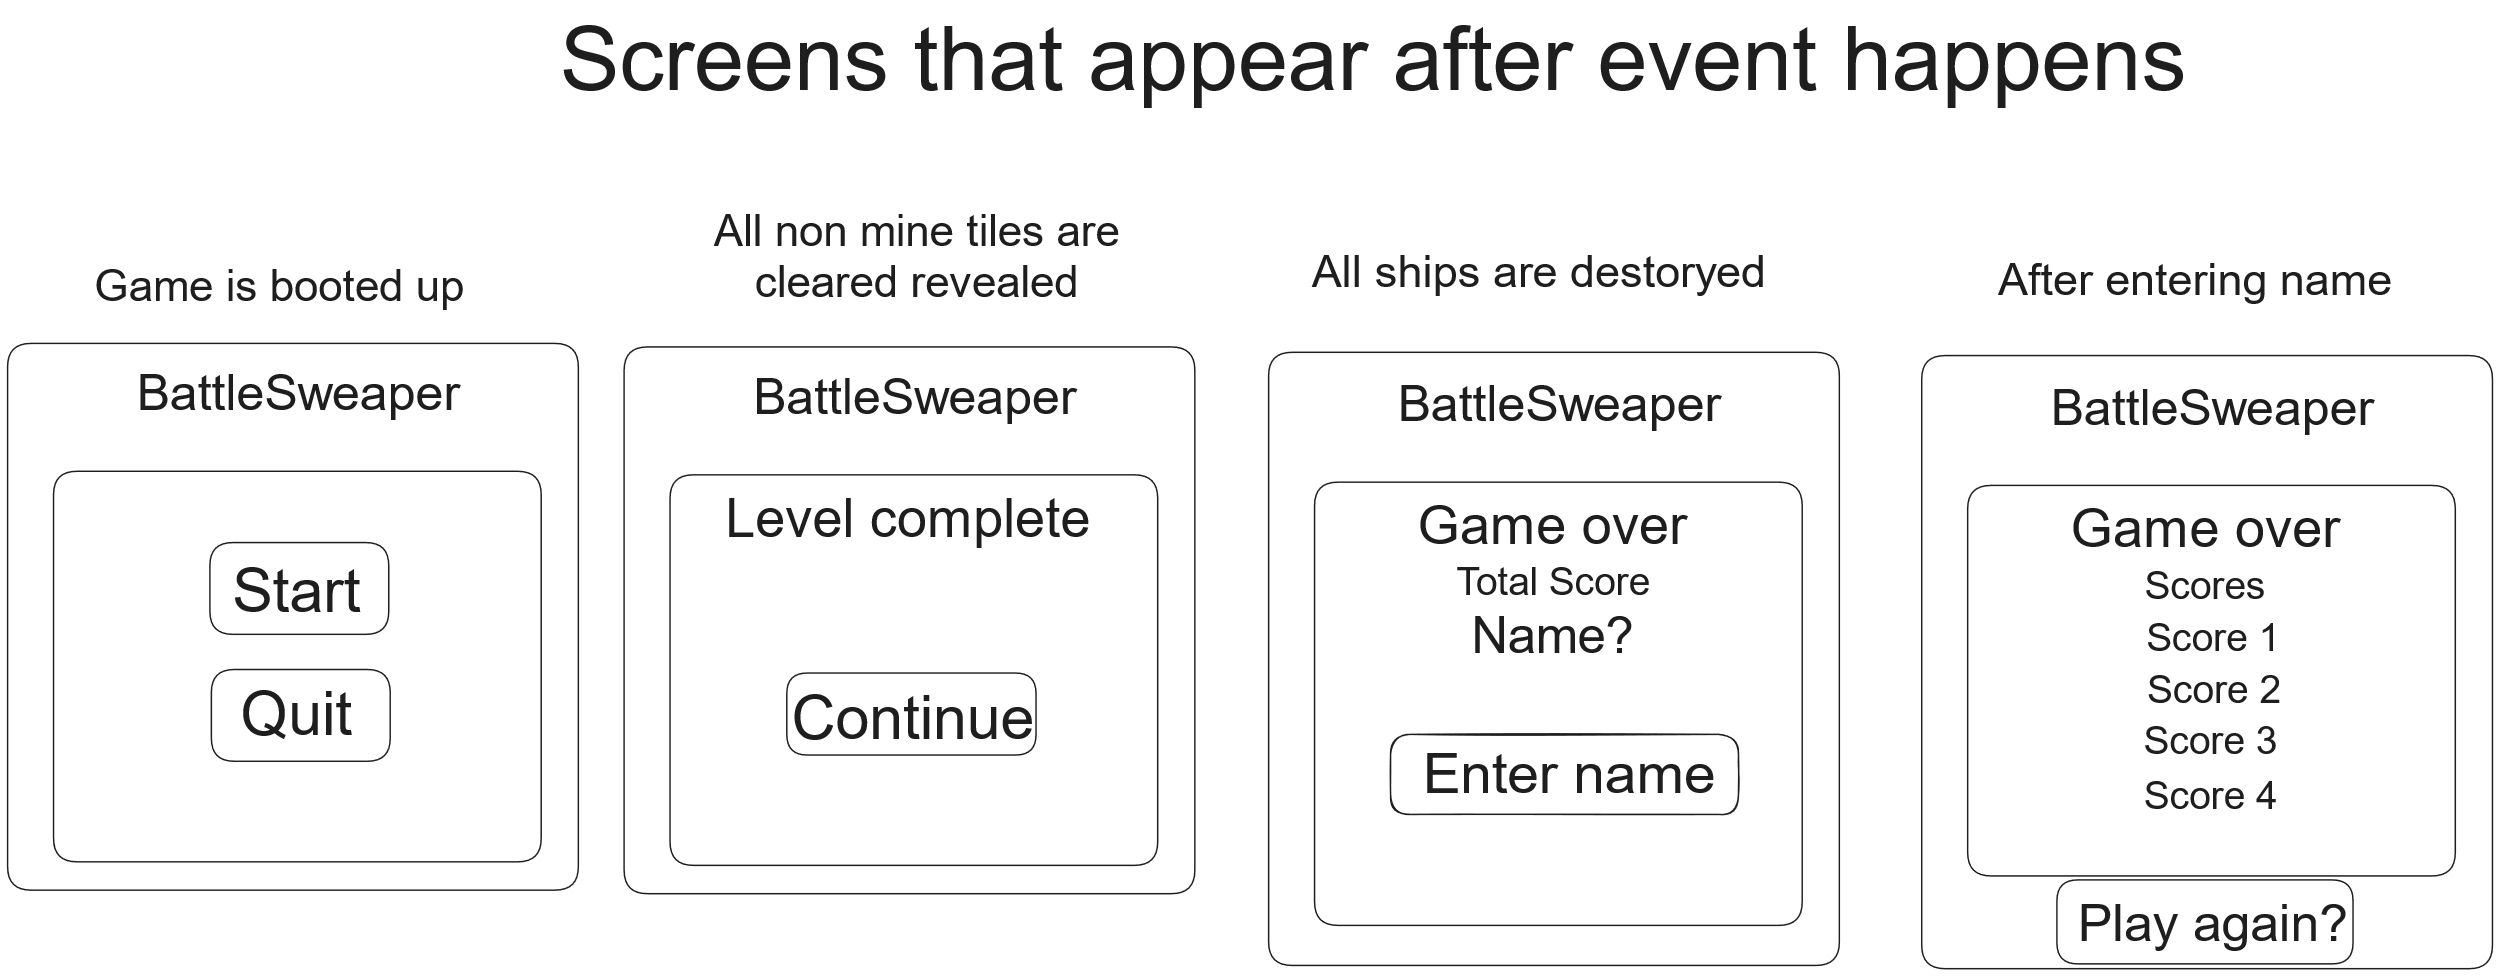 Screens that appear after event happens
Game is booted up
BattleSweaper
Start
Quit
All non mine tiles are
cleared revealed
BattleSweaper
Level complete
Continue
All ships are destoryed
BattleSweaper
Game over
Total Score
Name?
Enter name
After entering name
BattleSweaper
Game over
Scores
Score 1
Score 2
Score 3
Score 4
Play again?